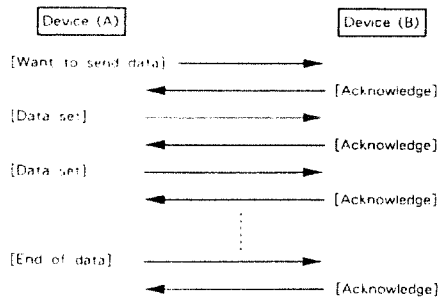 Device (A)
Device (B)
[Want to send data]
[Acknowledge]
[Data set]
[Acknowledge]
[Data set]
[Acknowledge]
[End of data]
[Acknowledge]